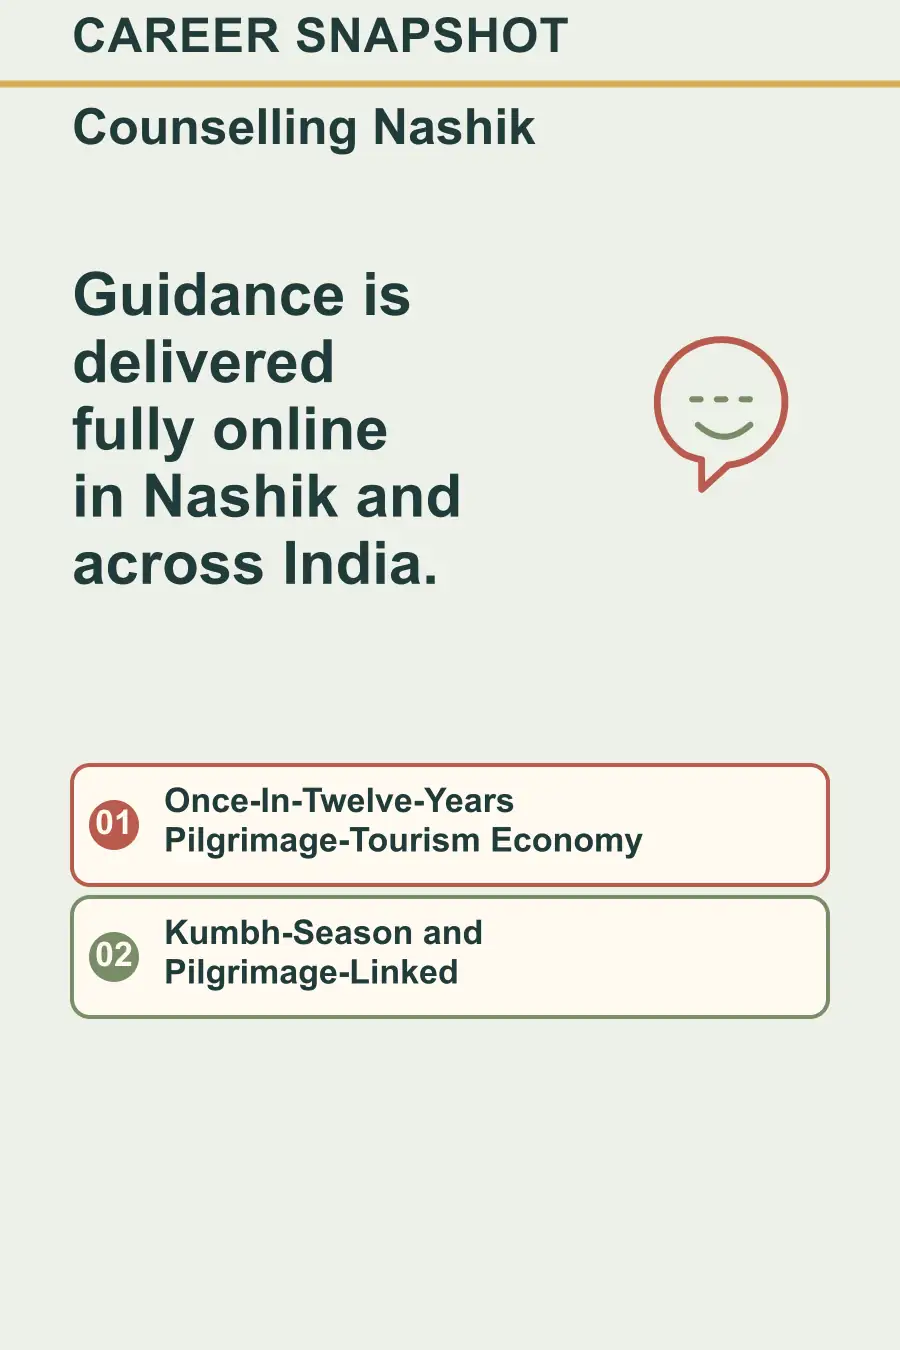 CAREER SNAPSHOT
Counselling Nashik
Guidance is
delivered
fully online
in Nashik and
across India.
01
Once-In-Twelve-Years
Pilgrimage-Tourism Economy
02
Kumbh-Season and
Pilgrimage-Linked